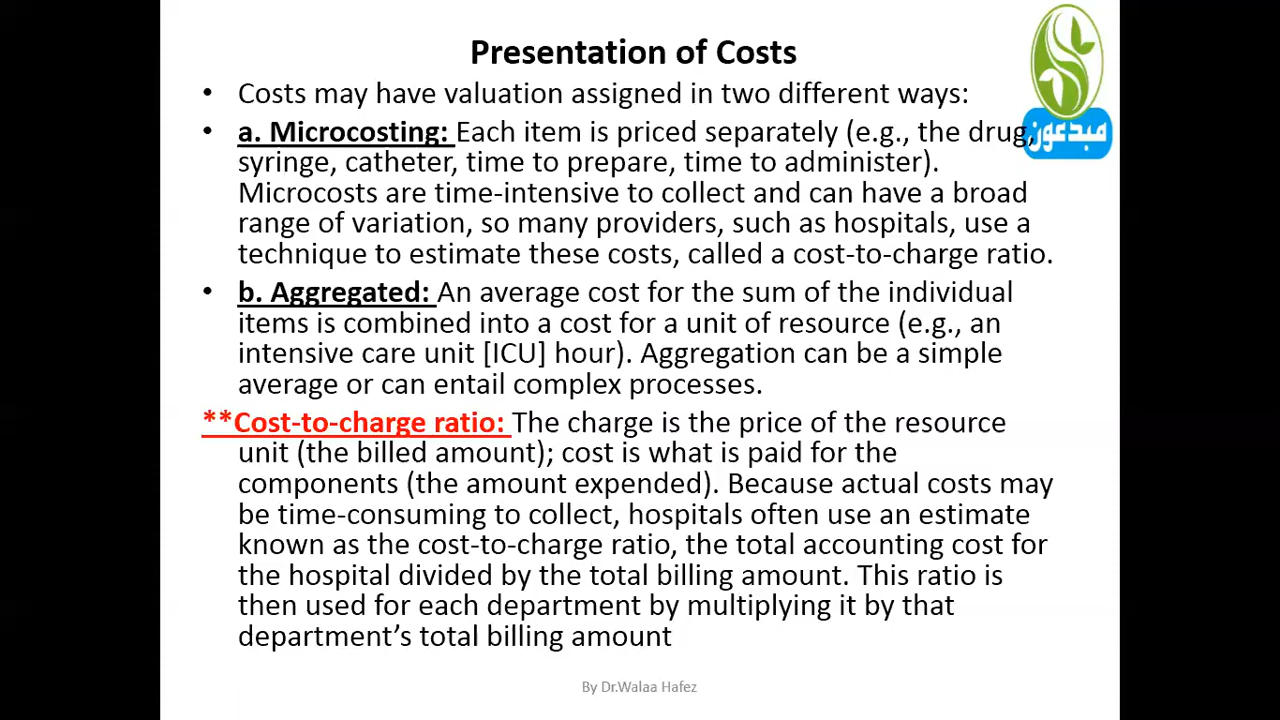 Presentation of Costs
• Costs may have valuation assigned in two different ways:
• a. Microcosting: Each item is priced separately (e.g., the drug,
syringe, catheter, time to prepare, time to administer).
Microcosts are time-intensive to collect and can have a broad
range of variation, so many providers, such as hospitals, use a
technique to estimate these costs, called a cost-to-charge ratio.
• b. Aggregated: An average cost for the sum of the individual
items is combined into a cost for a unit of resource (e.g., an
intensive care unit [ICU] hour). Aggregation can be a simple
average or can entail complex processes.
**Cost-to-charge ratio: The charge is the price of the resource
unit (the billed amount); cost is what is paid for the
components (the amount expended). Because actual costs may
be time-consuming to collect, hospitals often use an estimate
known as the cost-to-charge ratio, the total accounting cost for
the hospital divided by the total billing amount. This ratio is
then used for each department by multiplying it by that
department’s total billing amount
مبدعون
By Dr.Walaa Hafez